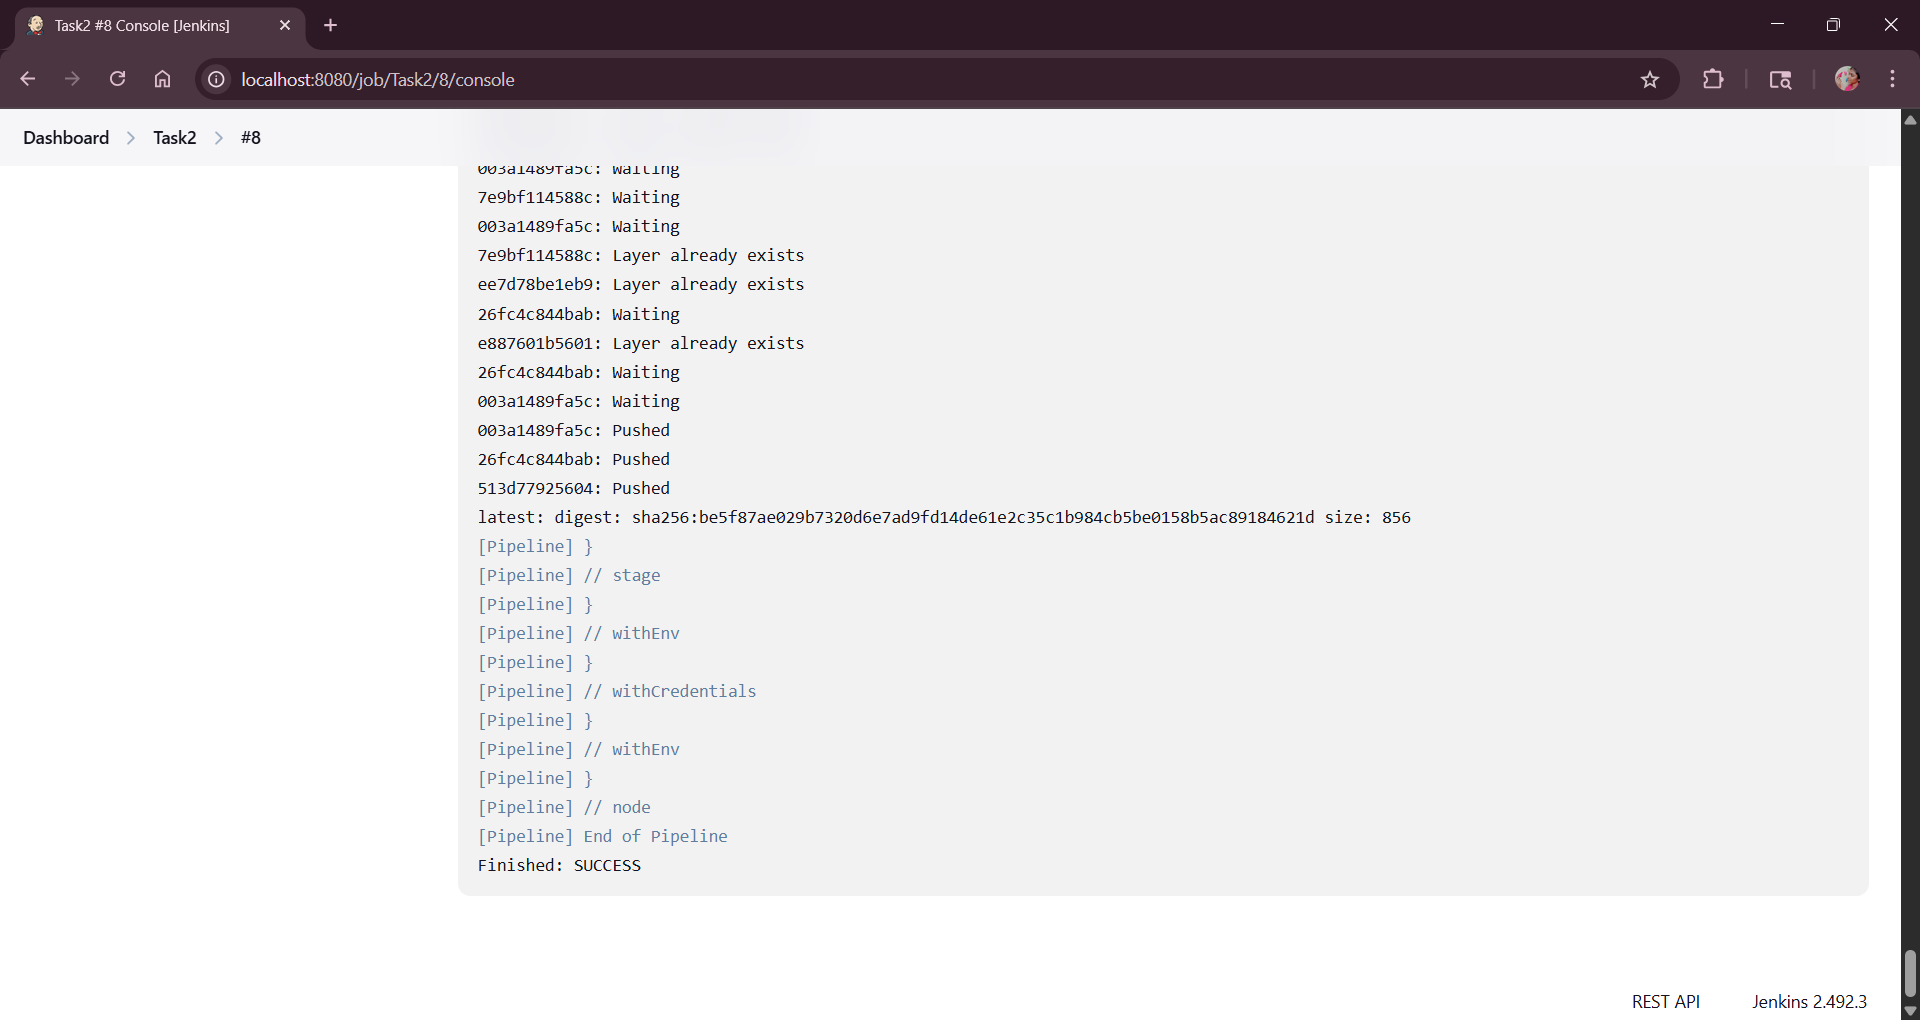 Task2 #8 Console [Jenkins]
localhost:8080/job/Task2/8/console
Dashboard > Task2 > #8
003a1489fa5c: Waiting
7e9bf114588c: Waiting
003a1489fa5c: Waiting
7e9bf114588c: Layer already exists
ee7d78be1eb9: Layer already exists
26fc4c844bab: Waiting
e887601b5601: Layer already exists
26fc4c844bab: Waiting
003a1489fa5c: Waiting
003a1489fa5c: Pushed
26fc4c844bab: Pushed
513d77925604: Pushed
latest: digest: sha256:be5f87ae029b7320d6e7ad9fd14de61e2c35c1b984cb5be0158b5ac89184621d size: 856
[Pipeline] }
[Pipeline] // stage
[Pipeline] }
[Pipeline] // withEnv
[Pipeline] }
[Pipeline] // withCredentials
[Pipeline] }
[Pipeline] // withEnv
[Pipeline] }
[Pipeline] // node
[Pipeline] End of Pipeline
Finished: SUCCESS
REST API Jenkins 2.492.3